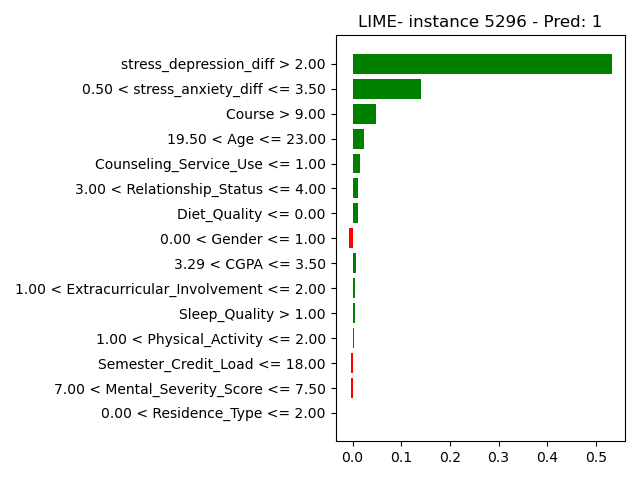 LIME- instance 5296 - Pred: 1
stress_depression_diff > 2.00
0.50 < stress_anxiety_diff <= 3.50
Course > 9.00
19.50 < Age <= 23.00
Counseling_Service_Use <= 1.00
3.00 < Relationship_Status <= 4.00
Diet_Quality <= 0.00
0.00 < Gender <= 1.00
3.29 < CGPA <= 3.50
1.00 < Extracurricular_Involvement <= 2.00
Sleep_Quality > 1.00
1.00 < Physical_Activity <= 2.00
Semester_Credit_Load <= 18.00
7.00 < Mental_Severity_Score <= 7.50
0.00 < Residence_Type <= 2.00
0.0 0.1 0.2 0.3 0.4 0.5